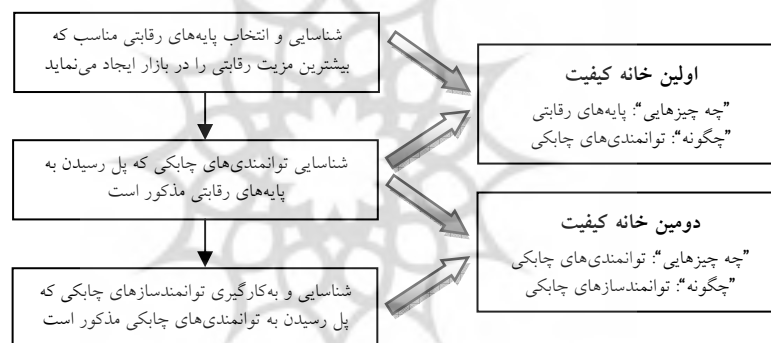 شناسایی و انتخاب پایه‌های رقابتی مناسب که
بیشترین مزیت رقابتی را در بازار ایجاد می‌نماید
شناسایی توانمندی‌های چابکی که پل رسیدن به
پایه‌های رقابتی مذکور است
شناسایی و به‌کارگیری توانمندسازهای چابکی که
پل رسیدن به توانمندی‌های چابکی مذکور است
اولین خانه کیفیت
”چه چیزهایی“: پایه‌های رقابتی
”چگونه“: توانمندی‌های چابکی
دومین خانه کیفیت
”چه چیزهایی“: توانمندی‌های چابکی
”چگونه“: توانمندسازهای چابکی